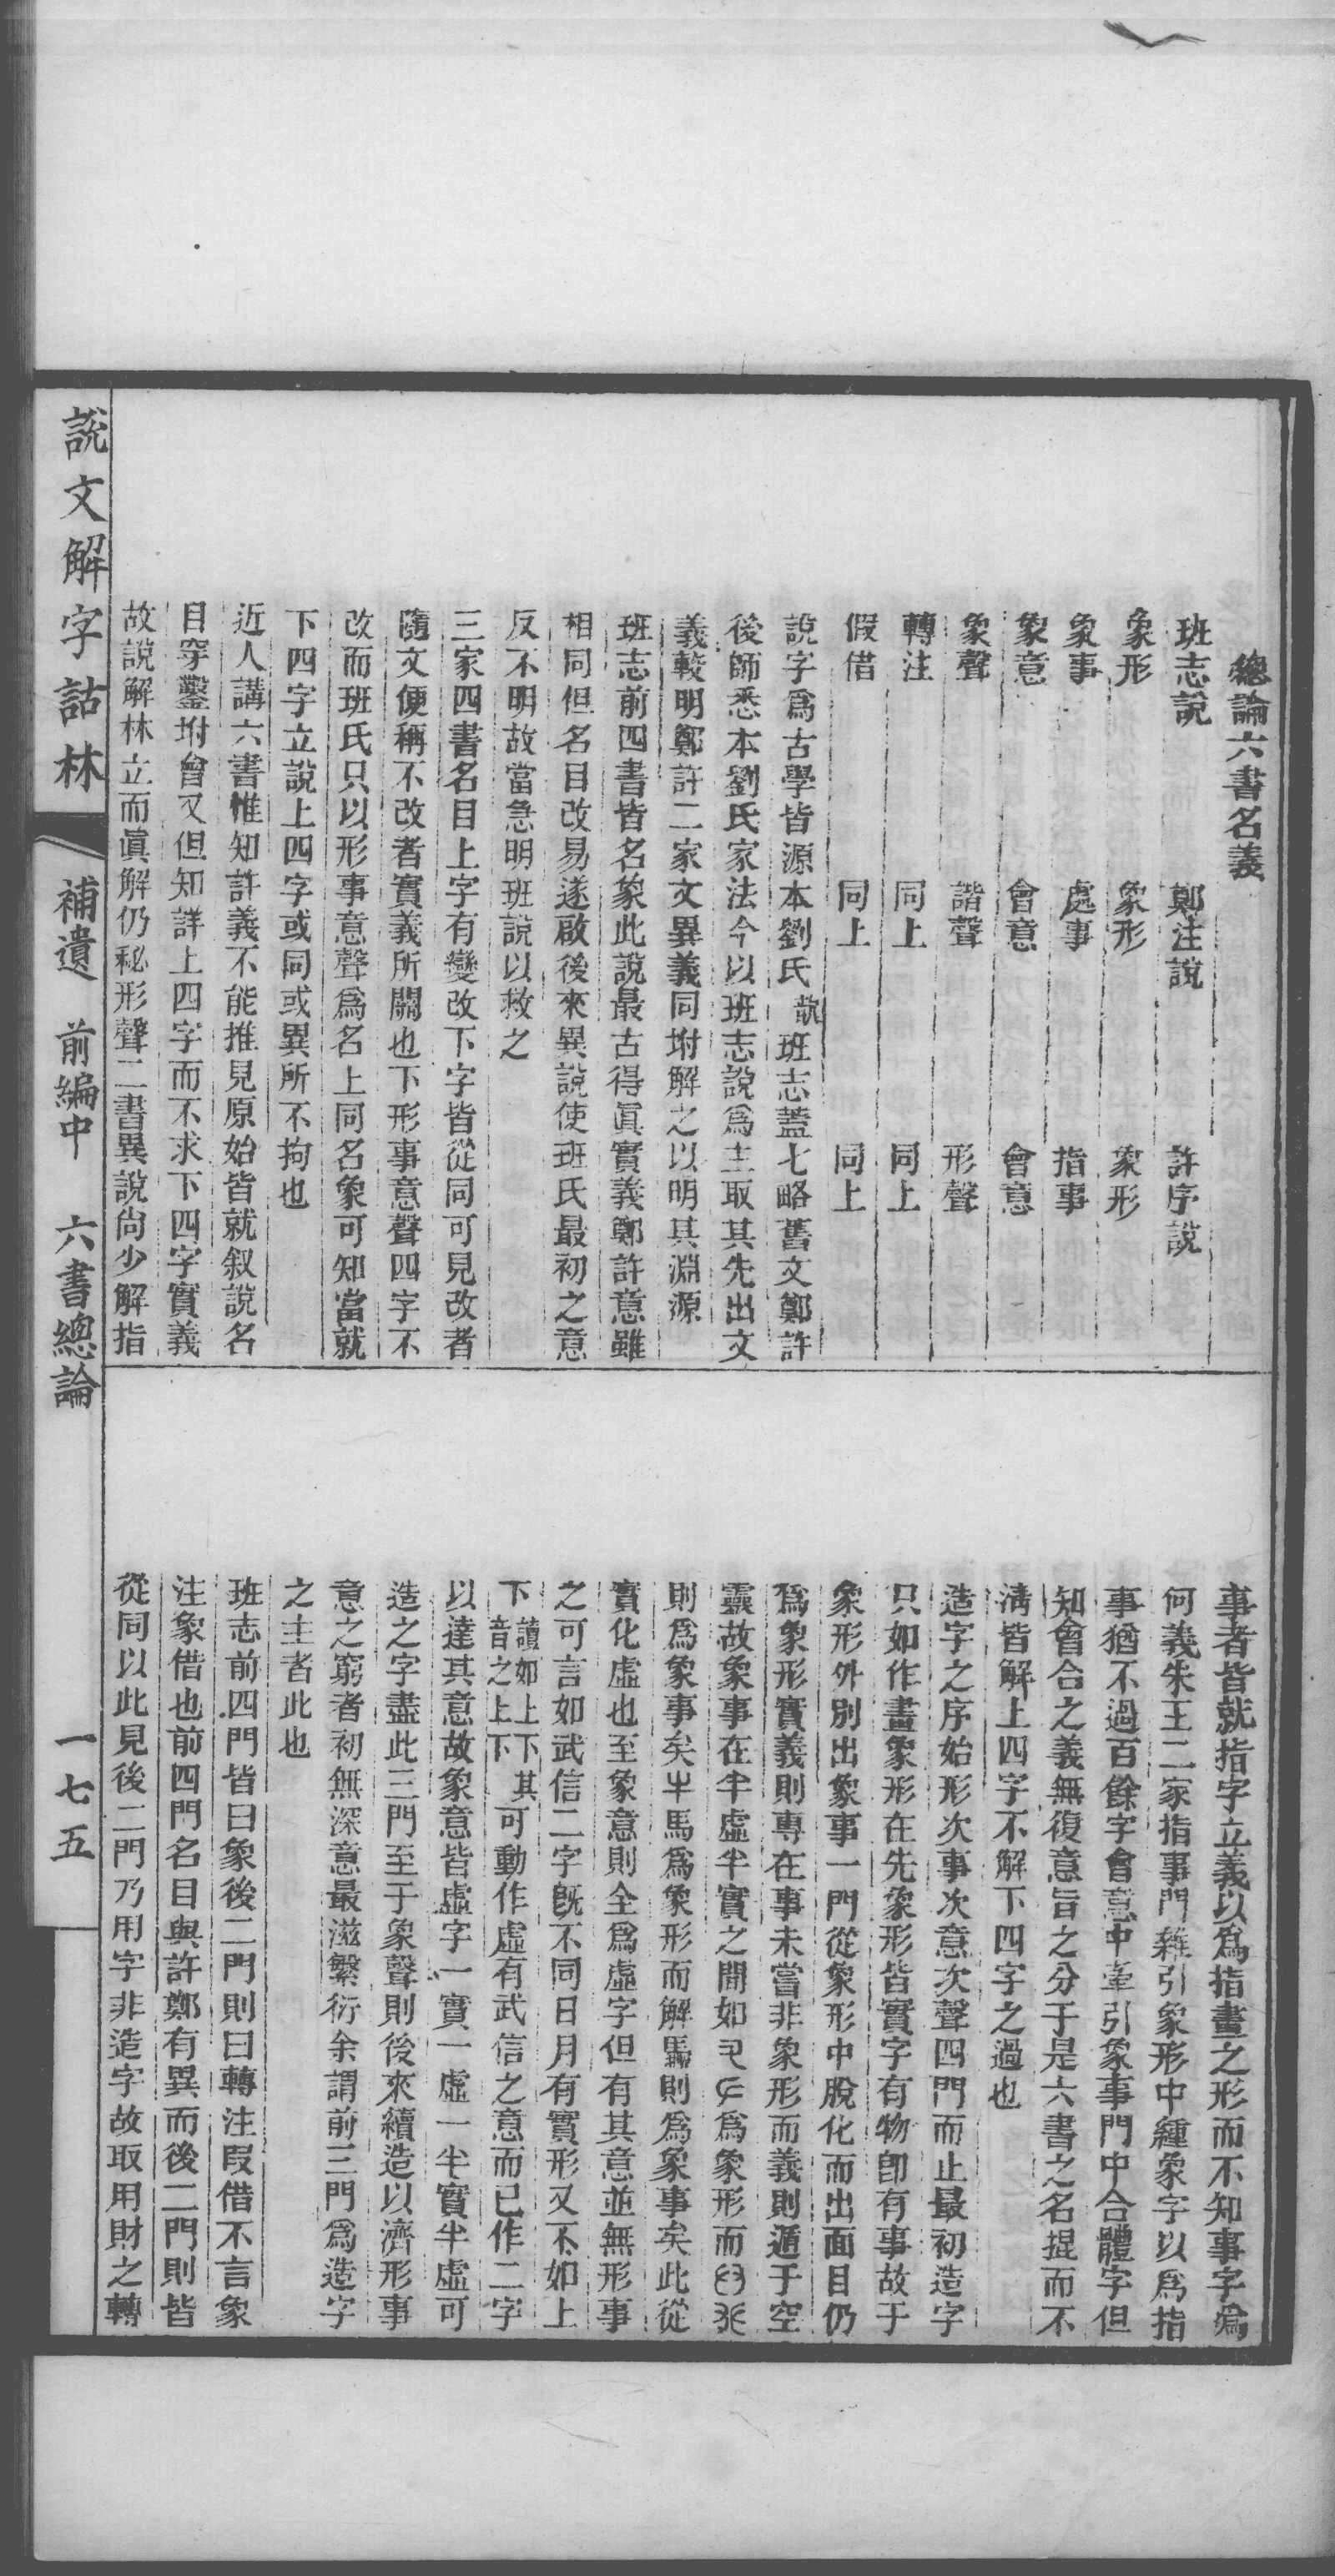 總論六書名義
班志說　鄭注說　許序說
象形　象形　象形
象事　處事　指事
象意　會意　會意
象聲　諧聲　形聲
轉注　同上　同上
假借　同上　同上
說字爲古學皆源本劉氏歆班志蓋七略舊文鄭許
後師悉本劉氏家法今以班志說爲主取其先出文
義較明鄭許二家文異義同坿解之以明其淵源
班志前四書皆名象此說最古得眞實義鄭許意雖
相同但名目改易遂啟後來異說使班氏最初之意
反不明故當急明班說以救之
三家四書名目上字有變改下字皆從同可見改者
隨文便稱不改者實義所關也下形事意聲四字不
改而班氏只以形事意聲爲名上同名象可知當就
下四字立說上四字或同或異所不拘也
近人講六書惟知許義不能推見原始皆就叙說名
目穿鑿坿會又但知詳上四字而不求下四字實義
故說解林立而眞解仍秘形聲二書異說尙少解指
事者皆就指字立義以爲指畫之形而不知事字爲
何義朱王二家指事門雜引象形中緟象字以爲指
事猶不過百餘字會意中牽引象事門中合體字但
知會合之義無復意旨之分于是六書之名提而不
淸皆解上四字不解下四字之過也
造字之序始形次事次意次聲四門而止最初造字
只如作畫象形在先象形皆實字有物卽有事故于
象形外別出象事一門從象形中脫化而出面目仍
爲象形實義則專在事未嘗非象形而義則遁于空
靈故象事在半虛半實之間如爲象形而
則爲象事矣牛馬爲象形而解馽則爲象事矣此從
實化虛也至象意則全爲虛字但有其意並無形事
之可言如武信二字旣不同日月有實形又不如上
下讀如上下其音之上下可動作虛有武信之意而已作二字
以達其意故象意皆虛字一實一虛一半實半虛可
造之字盡此三門至于象聲則後來續造以濟形事
意之窮者初無深意最滋繁衍余謂前三門爲造字
之主者此也
班志前四門皆曰象後二門則曰轉注叚借不言象
注象借也前四門名目與許鄭有異而後二門則皆
從同以此見後二門乃用字非造字故取用財之轉
說文解字詁林　補遺　前編中　六書總論　一七五